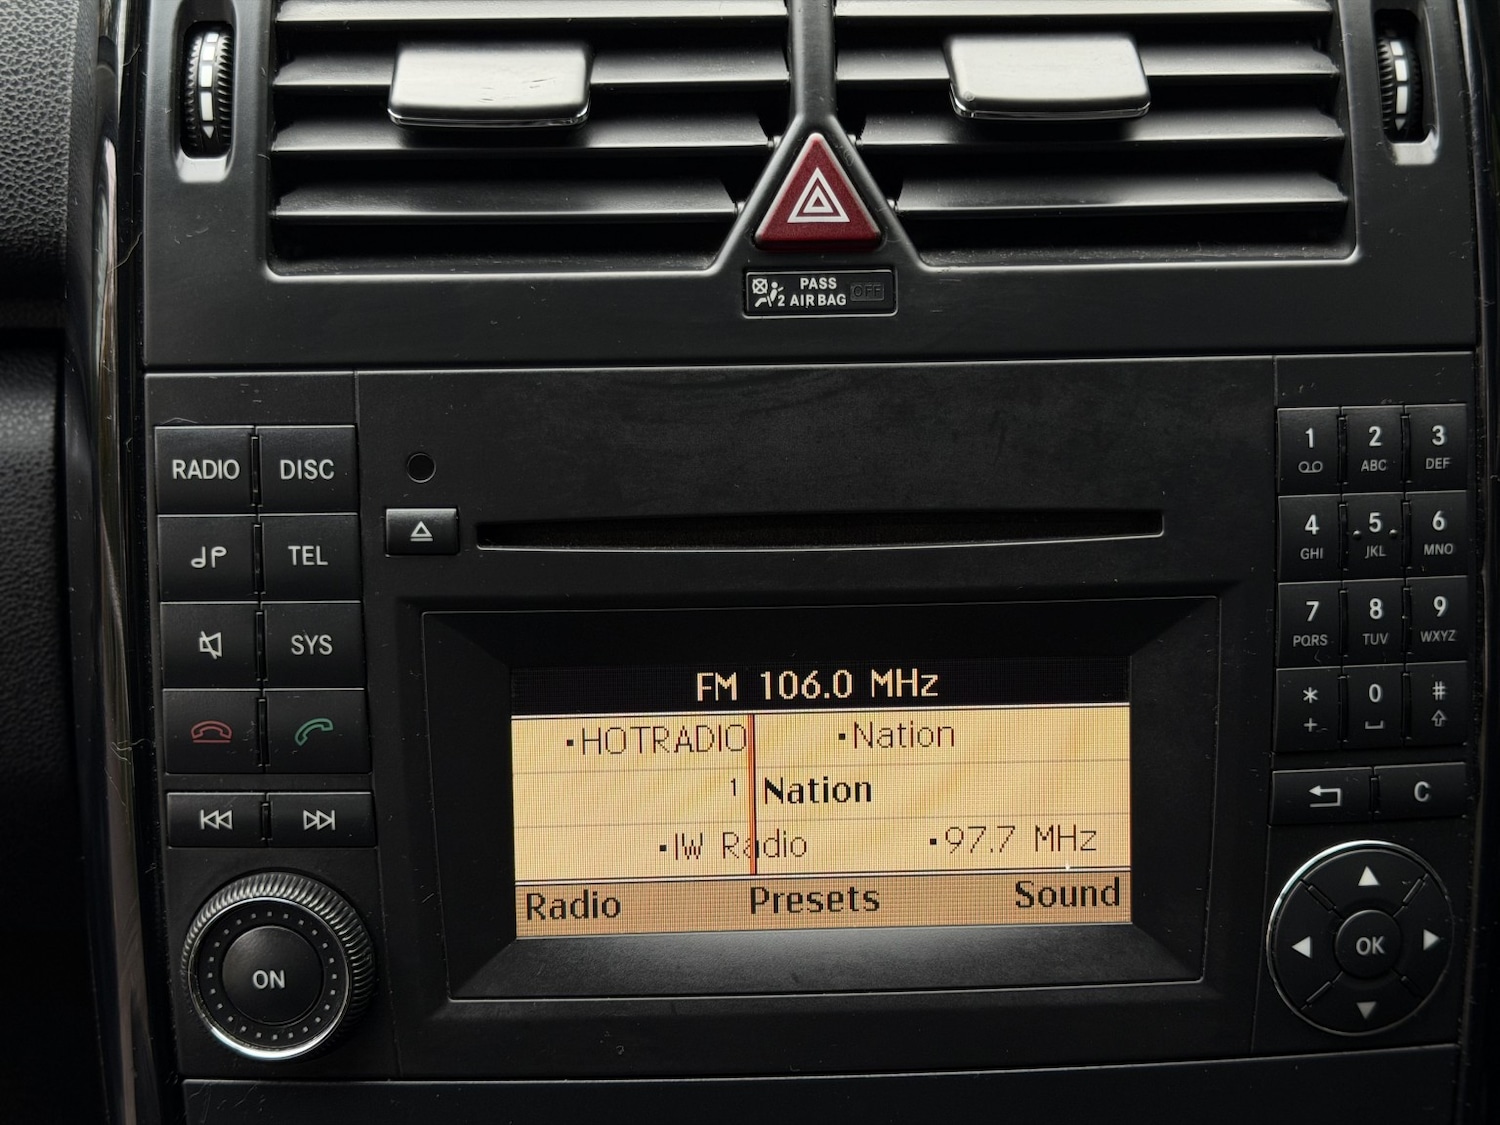 PASS
2 AIRBAG OFF
RADIO DISC
TEL
SYS
ON
FM 106.0 MHz
·HOTRADIO ·Nation
1 Nation
·IW Radio ·97.7 MHz
Radio Presets Sound
1 2 3
ABC DEF
4 5 6
GHI JKL MNO
7 8 9
PQRS TUV WXYZ
* 0 #
+
C
OK